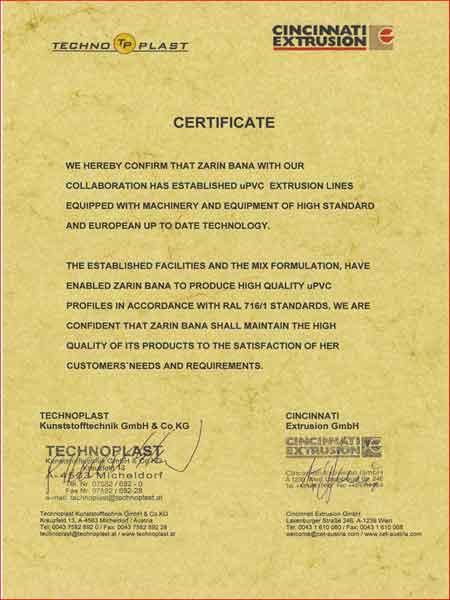 TECHNO TP PLAST
CINCINNATI
EXTRUSION
CERTIFICATE
WE HEREBY CONFIRM THAT ZARIN BANA WITH OUR
COLLABORATION HAS ESTABLISHED uPVC EXTRUSION LINES
EQUIPPED WITH MACHINERY AND EQUIPMENT OF HIGH STANDARD
AND EUROPEAN UP TO DATE TECHNOLOGY.
THE ESTABLISHED FACILITIES AND THE MIX FORMULATION, HAVE
ENABLED ZARIN BANA TO PRODUCE HIGH QUALITY uPVC
PROFILES IN ACCORDANCE WITH RAL 716/1 STANDARDS. WE ARE
CONFIDENT THAT ZARIN BANA SHALL MAINTAIN THE HIGH
QUALITY OF ITS PRODUCTS TO THE SATISFACTION OF HER
CUSTOMERS NEEDS AND REQUIREMENTS.
TECHNOPLAST
Kunststofftechnik GmbH & Co KG
TECHNOPLAST
Kunststofftechnik GmbH & Co KG
Kreuzfeld 13
A-4563 Micheldorf
Tel. Nr. 07582 / 692 - 0
Fax Nr. 07582 / 692-28
e-mail: technoplast@technoplast.at
Technoplast Kunststofftechnik GmbH & Co KG
Kreuzfeld 13, A-4563 Micheldorf / Austria
Tel: 0043 7582 692 0 / Fax: 0043 7582 692 28
technoplast@technoplast.at / www.technoplast.at
CINCINNATI
Extrusion GmbH
CINCINNATI
EXTRUSION
Cincinnati Extrusion GmbH
Cincinnati Extrusion GmbH
Laxenburger Straße 246, A-1239 Wien
Tel: 0043 1 610 060 / Fax: 0043 1 610 068
welcome@cet-austria.com / www.cet-austria.com